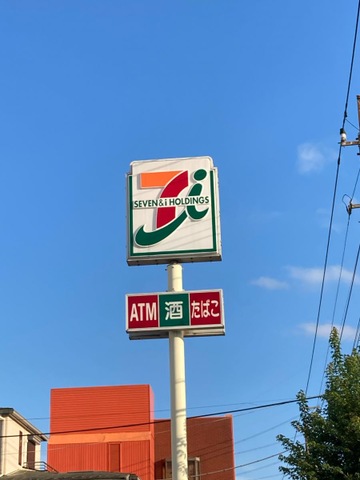 SEVEN & i HOLDINGS
ATM 酒 たばこ